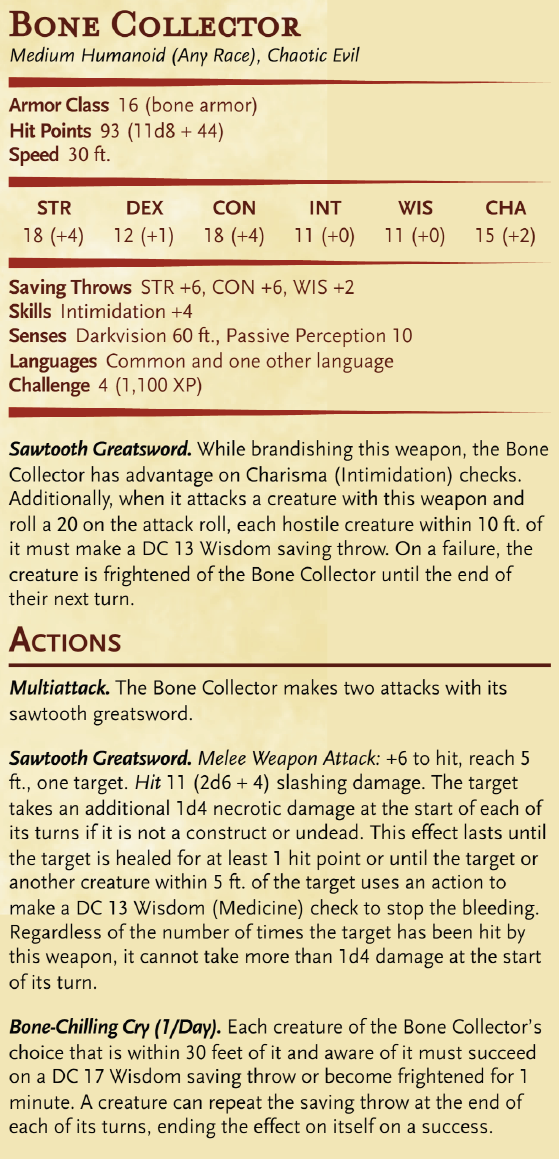 Bone Collector
Medium Humanoid (Any Race), Chaotic Evil
Armor Class 16 (bone armor)
Hit Points 93 (11d8 + 44)
Speed 30 ft.
STR DEX CON INT WIS CHA
18 (+4) 12 (+1) 18 (+4) 11 (+0) 11 (+0) 15 (+2)
Saving Throws STR +6, CON +6, WIS +2
Skills Intimidation +4
Senses Darkvision 60 ft., Passive Perception 10
Languages Common and one other language
Challenge 4 (1,100 XP)
Sawtooth Greatsword. While brandishing this weapon, the Bone
Collector has advantage on Charisma (Intimidation) checks.
Additionally, when it attacks a creature with this weapon and
roll a 20 on the attack roll, each hostile creature within 10 ft. of
it must make a DC 13 Wisdom saving throw. On a failure, the
creature is frightened of the Bone Collector until the end of
their next turn.
Actions
Multiattack. The Bone Collector makes two attacks with its
sawtooth greatsword.
Sawtooth Greatsword. Melee Weapon Attack: +6 to hit, reach 5
ft., one target. Hit 11 (2d6 + 4) slashing damage. The target
takes an additional 1d4 necrotic damage at the start of each of
its turns if it is not a construct or undead. This effect lasts until
the target is healed for at least 1 hit point or until the target or
another creature within 5 ft. of the target uses an action to
make a DC 13 Wisdom (Medicine) check to stop the bleeding.
Regardless of the number of times the target has been hit by
this weapon, it cannot take more than 1d4 damage at the start
of its turn.
Bone-Chilling Cry (1/Day). Each creature of the Bone Collector's
choice that is within 30 feet of it and aware of it must succeed
on a DC 17 Wisdom saving throw or become frightened for 1
minute. A creature can repeat the saving throw at the end of
each of its turns, ending the effect on itself on a success.